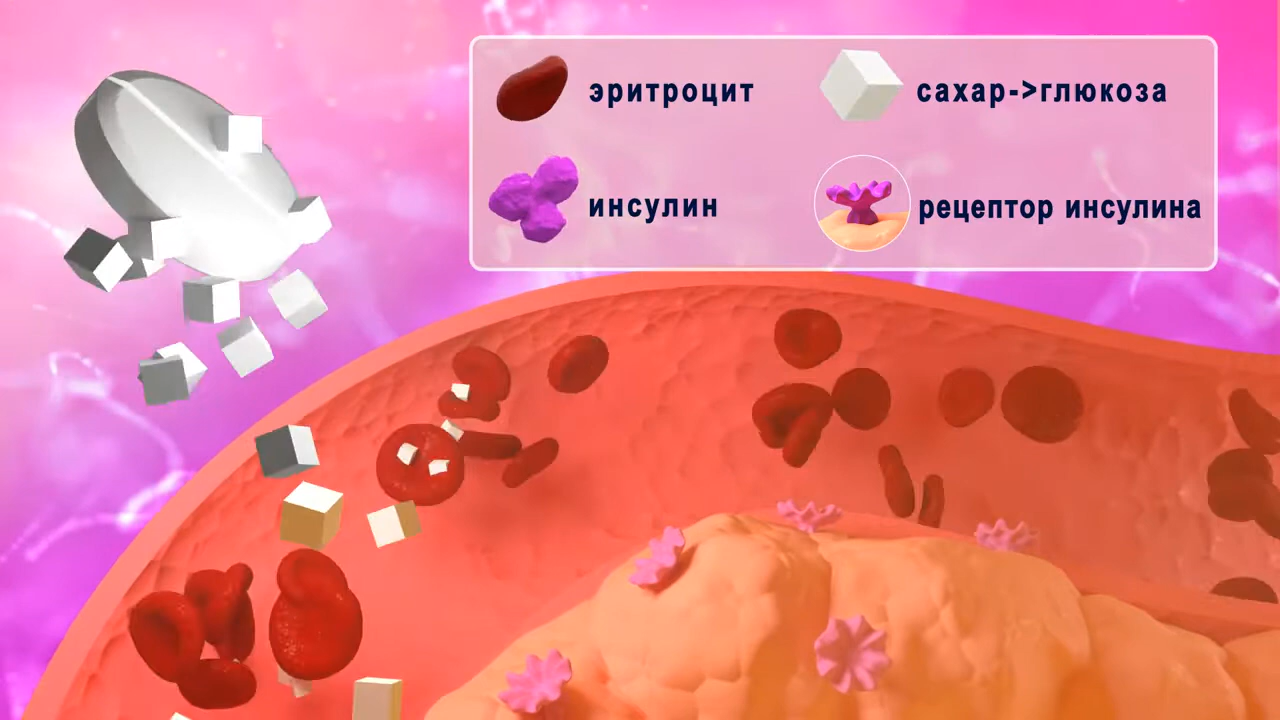 эритроцит
сахар->глюкоза
инсулин
рецептор инсулина